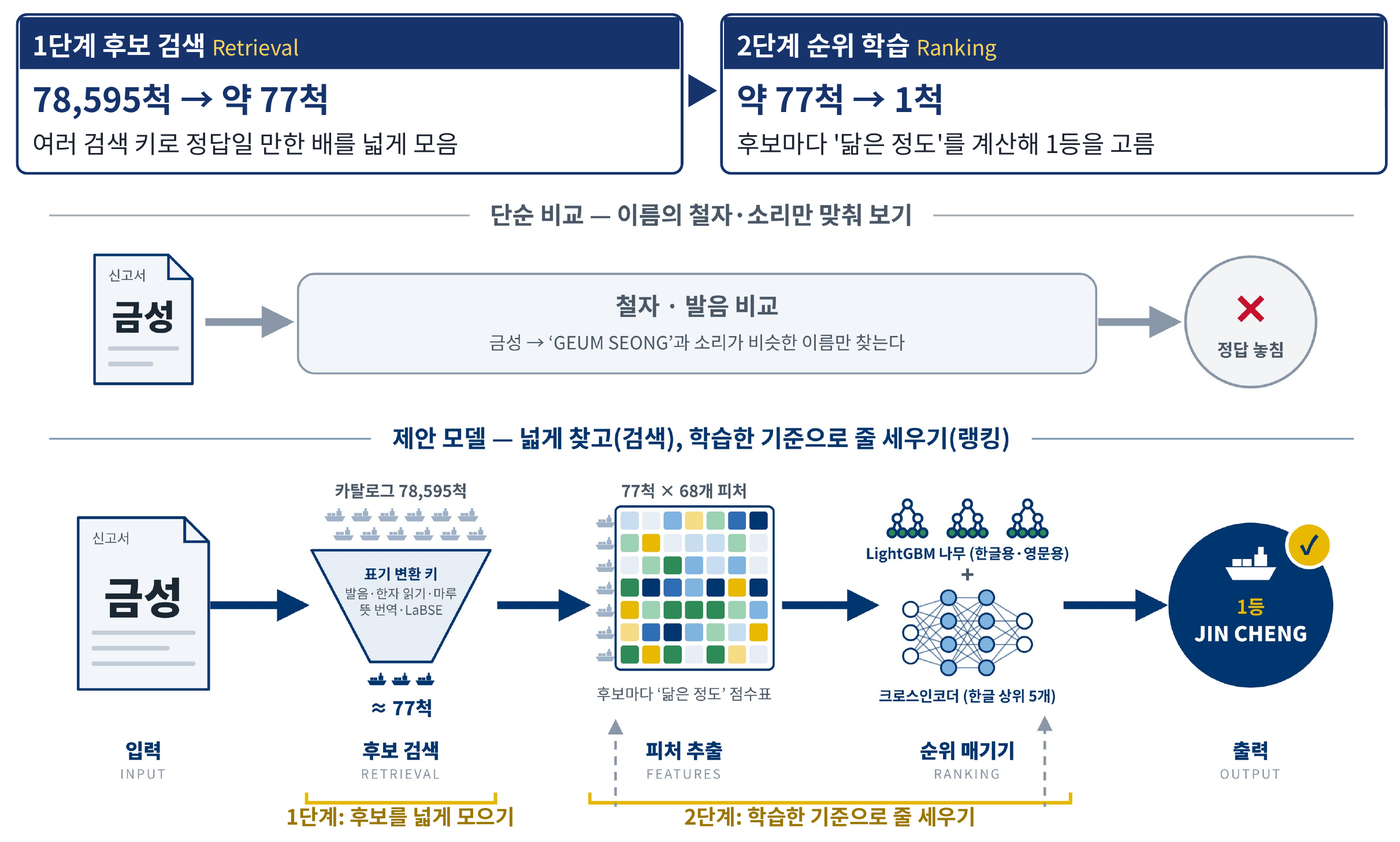 1단계 후보 검색 Retrieval
78,595척 → 약 77척
여러 검색 키로 정답일 만한 배를 넓게 모음
2단계 순위 학습 Ranking
약 77척 → 1척
후보마다 '닮은 정도'를 계산해 1등을 고름
단순 비교 — 이름의 철자·소리만 맞춰 보기
신고서
금성
철자 · 발음 비교
금성 → ‘GEUM SEONG’과 소리가 비슷한 이름만 찾는다
정답 놓침
제안 모델 — 넓게 찾고(검색), 학습한 기준으로 줄 세우기(랭킹)
신고서
금성
입력
INPUT
카탈로그 78,595척
표기 변환 키
발음·한자 읽기·마루
뜻 번역·LaBSE
≈ 77척
후보 검색
RETRIEVAL
77척 × 68개 피처
후보마다 ‘닮은 정도’ 점수표
피처 추출
FEATURES
LightGBM 나무 (한글용·영문용)
+
크로스인코더 (한글 상위 5개)
순위 매기기
RANKING
1등
JIN CHENG
출력
OUTPUT
1단계: 후보를 넓게 모으기
2단계: 학습한 기준으로 줄 세우기